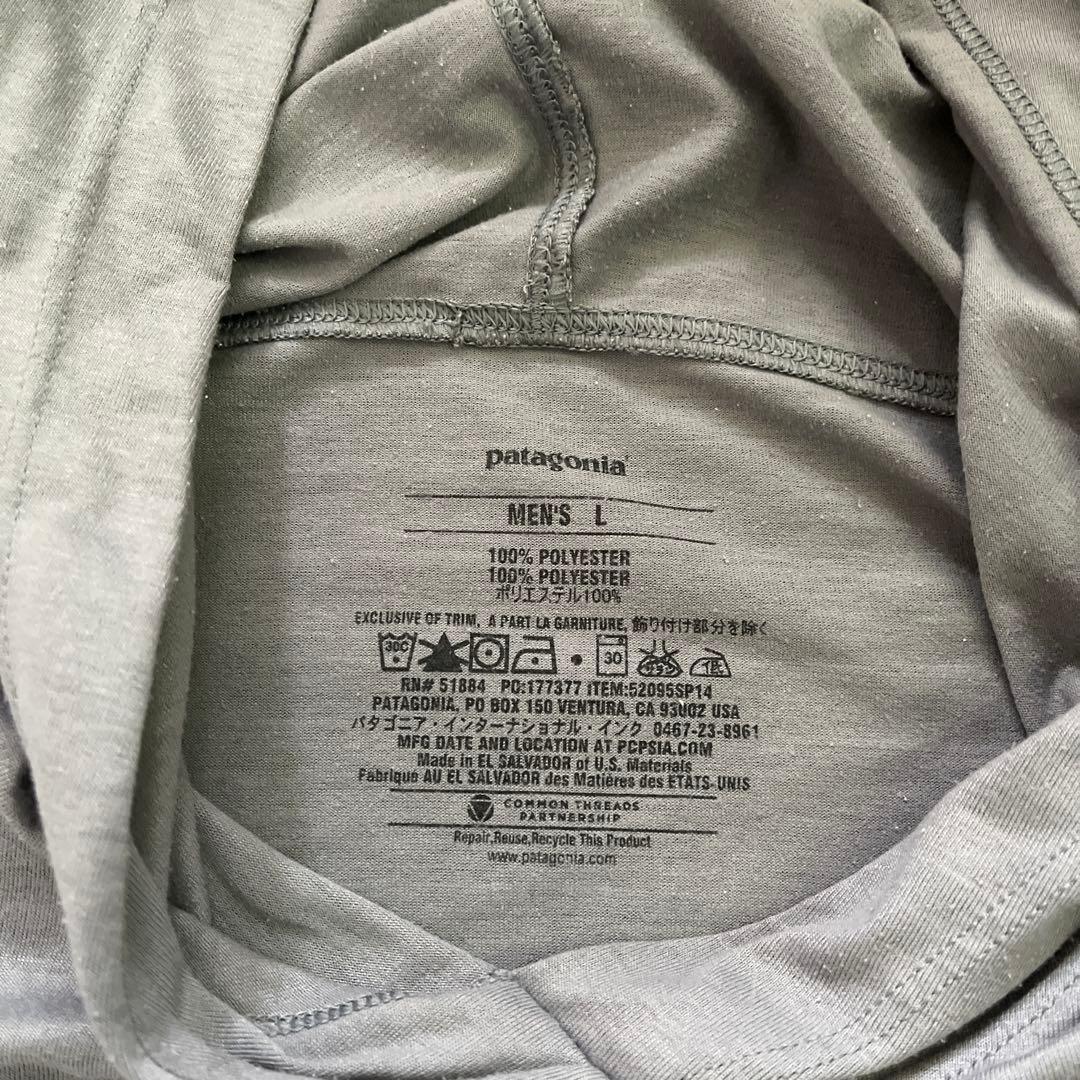 patagonia
MEN'S L
100% POLYESTER
100% POLYESTER
ポリエステル100%
EXCLUSIVE OF TRIM, A PART LA GARNITURE, 飾り付け部分を除く
30C 30 低
RN# 51884 PO:177377 ITEM:52095SP14
PATAGONIA, PO BOX 150 VENTURA, CA 93002 USA
パタゴニア・インターナショナル・インク 0467-23-8961
MFG DATE AND LOCATION AT PCPSIA.COM
Made in EL SALVADOR of U.S. Materials
Fabriqué AU EL SALVADOR des Matières des ETATS-UNIS
COMMON THREADS
PARTNERSHIP
Repair,Reuse,Recycle This Product
www.patagonia.com